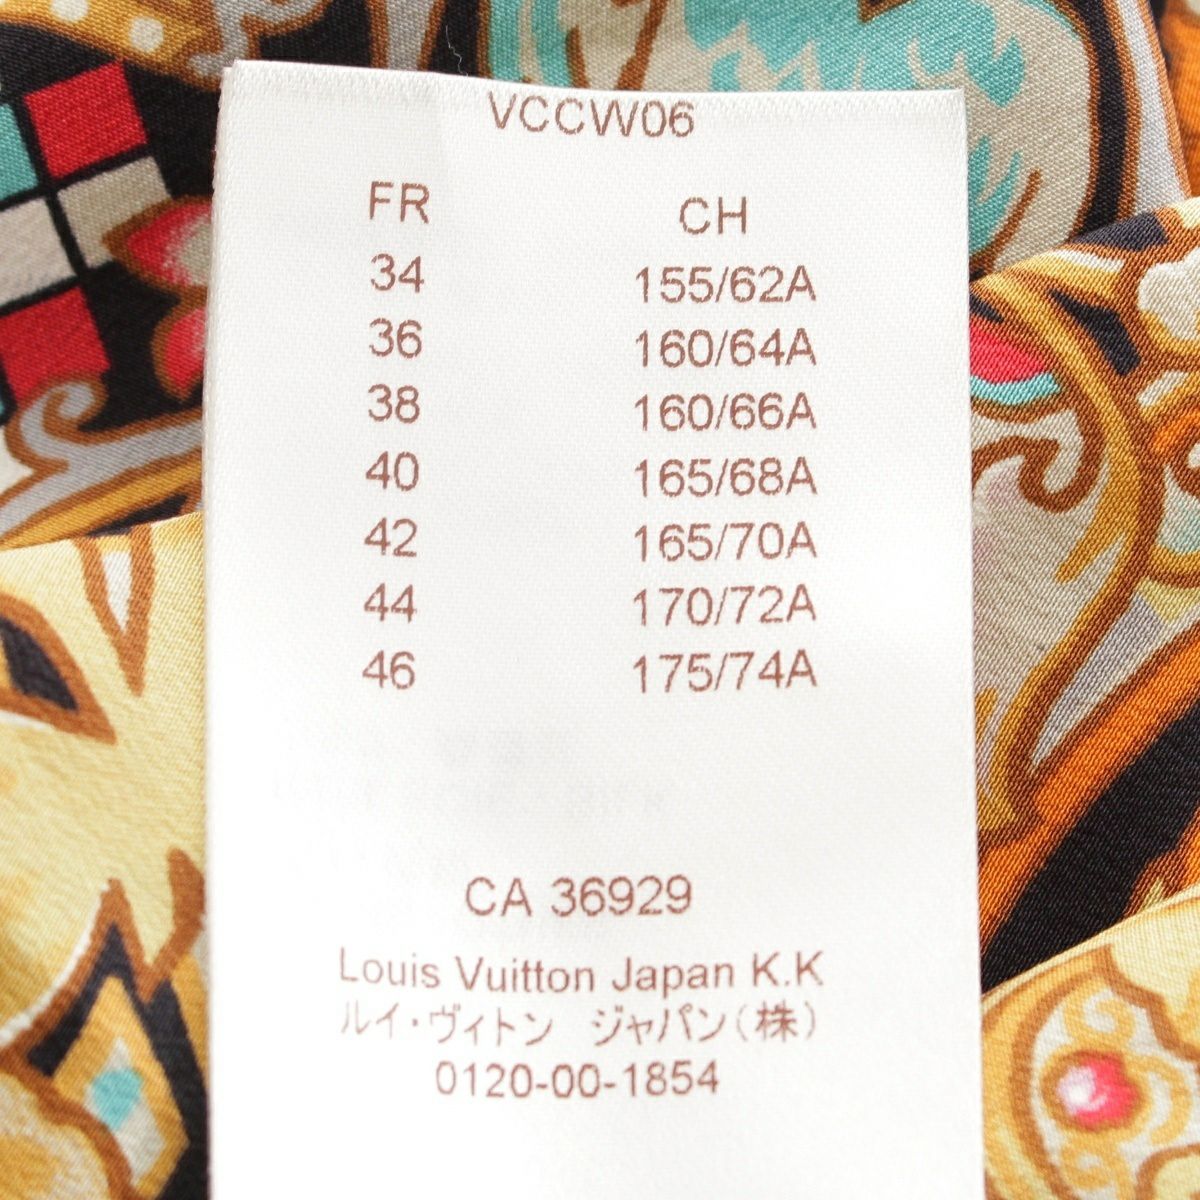 VCCW06
FR CH
34 155/62A
36 160/64A
38 160/66A
40 165/68A
42 165/70A
44 170/72A
46 175/74A
CA 36929
Louis Vuitton Japan K.K
ルイ・ヴィトン ジャパン(株)
0120-00-1854